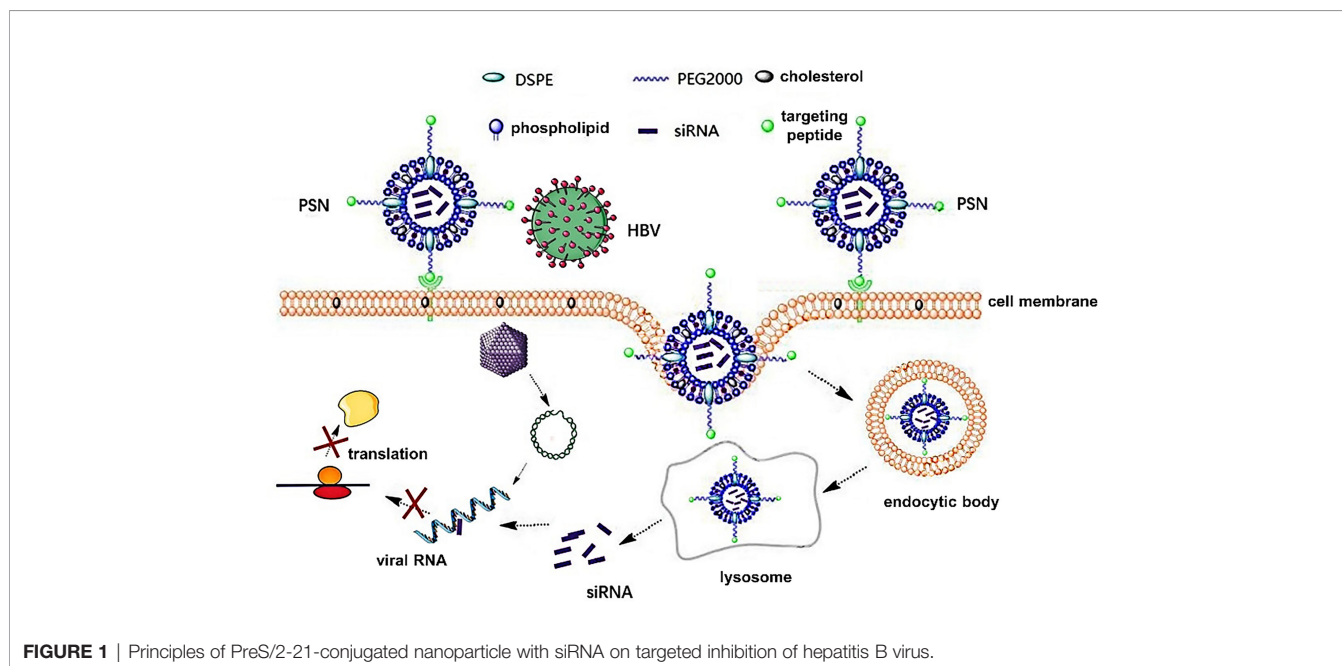 DSPE
PEG2000
cholesterol
phospholipid
siRNA
targeting
peptide
PSN
HBV
PSN
cell membrane
translation
endocytic body
viral RNA
siRNA
lysosome
FIGURE 1 | Principles of PreS/2-21-conjugated nanoparticle with siRNA on targeted inhibition of hepatitis B virus.